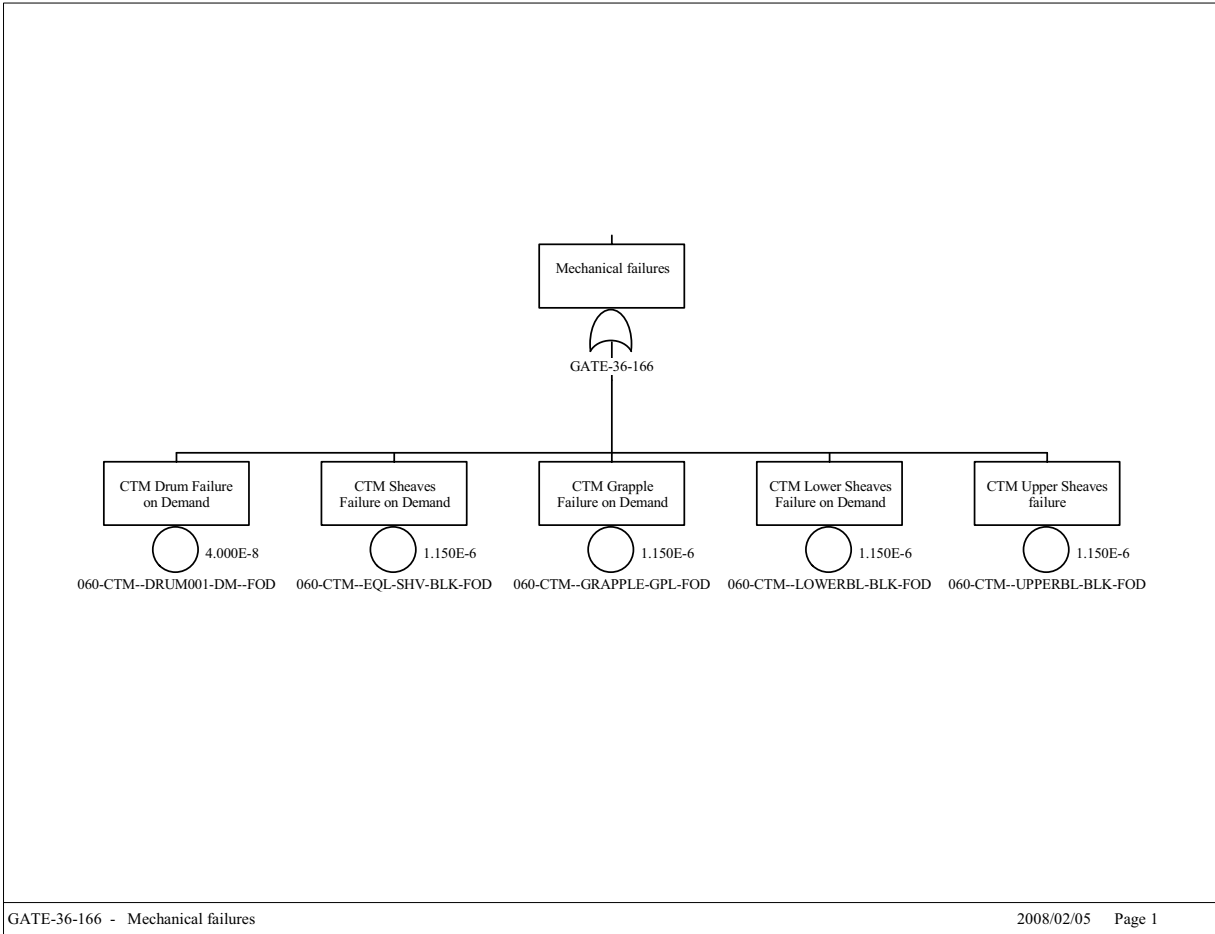 Mechanical failures
GATE-36-166
CTM Drum Failure
on Demand
4.000E-8
060-CTM--DRUM001-DM--FOD
CTM Sheaves
Failure on Demand
1.150E-6
060-CTM--EQL-SHV-BLK-FOD
CTM Grapple
Failure on Demand
1.150E-6
060-CTM--GRAPPLE-GPL-FOD
CTM Lower Sheaves
Failure on Demand
1.150E-6
060-CTM--LOWERBL-BLK-FOD
CTM Upper Sheaves
failure
1.150E-6
060-CTM--UPPERBL-BLK-FOD
GATE-36-166 - Mechanical failures
2008/02/05 Page 1